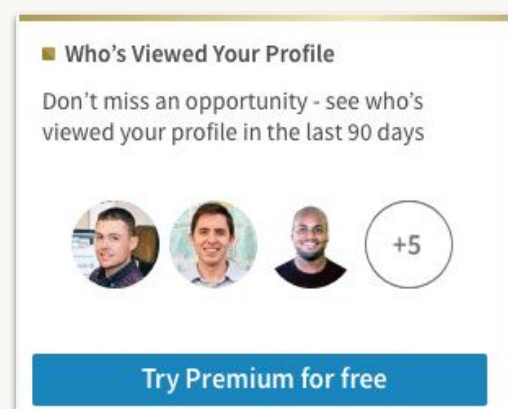 Who's Viewed Your Profile
Don't miss an opportunity - see who's
viewed your profile in the last 90 days
+5
Try Premium for free